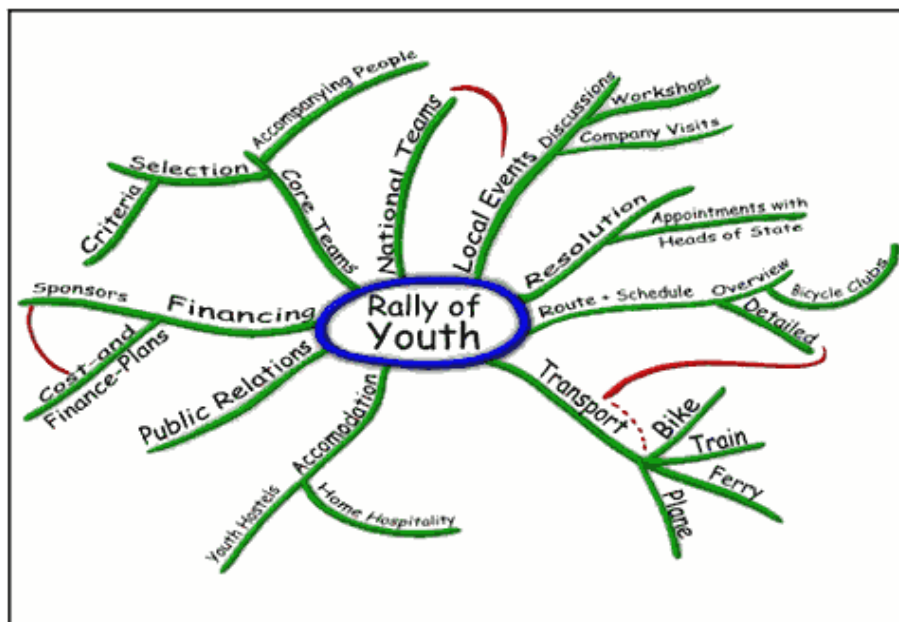 Rally of
Youth
Core Teams
Accompanying People
Selection
Criteria
National Teams
Local Events
Discussions
Workshops
Company Visits
Resolution
Appointments with
Heads of State
Route + Schedule
Overview
Bicycle Clubs
Detailed
Transport
Bike
Train
Ferry
Plane
Accomodation
Home Hospitality
Youth Hostels
Public Relations
Financing
Sponsors
Cost-and
Finance-Plans